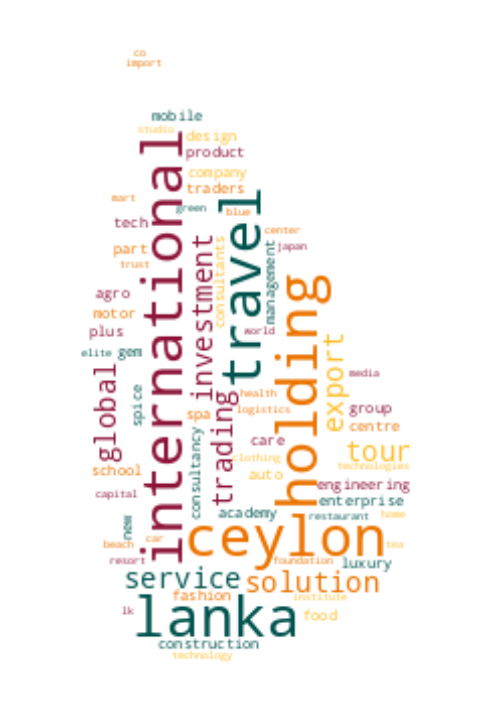 co
import
mobile
studio
design
international
product
company
traders
mart
travel
green
blue
tech
center
investment
consultants
management
japan
part
trust
world
holding
agro
motor
plus
export
elite
gem
global
media
spice
health
trading
logistics
spa
group
centre
consultancy
care
tour
clothing
technologies
school
auto
engineering
capital
enterprise
academy
restaurant
home
new
ceylon
car
beach
tea
resort
foundation
luxury
service
solution
fashion
institute
lanka
lk
food
construction
technology